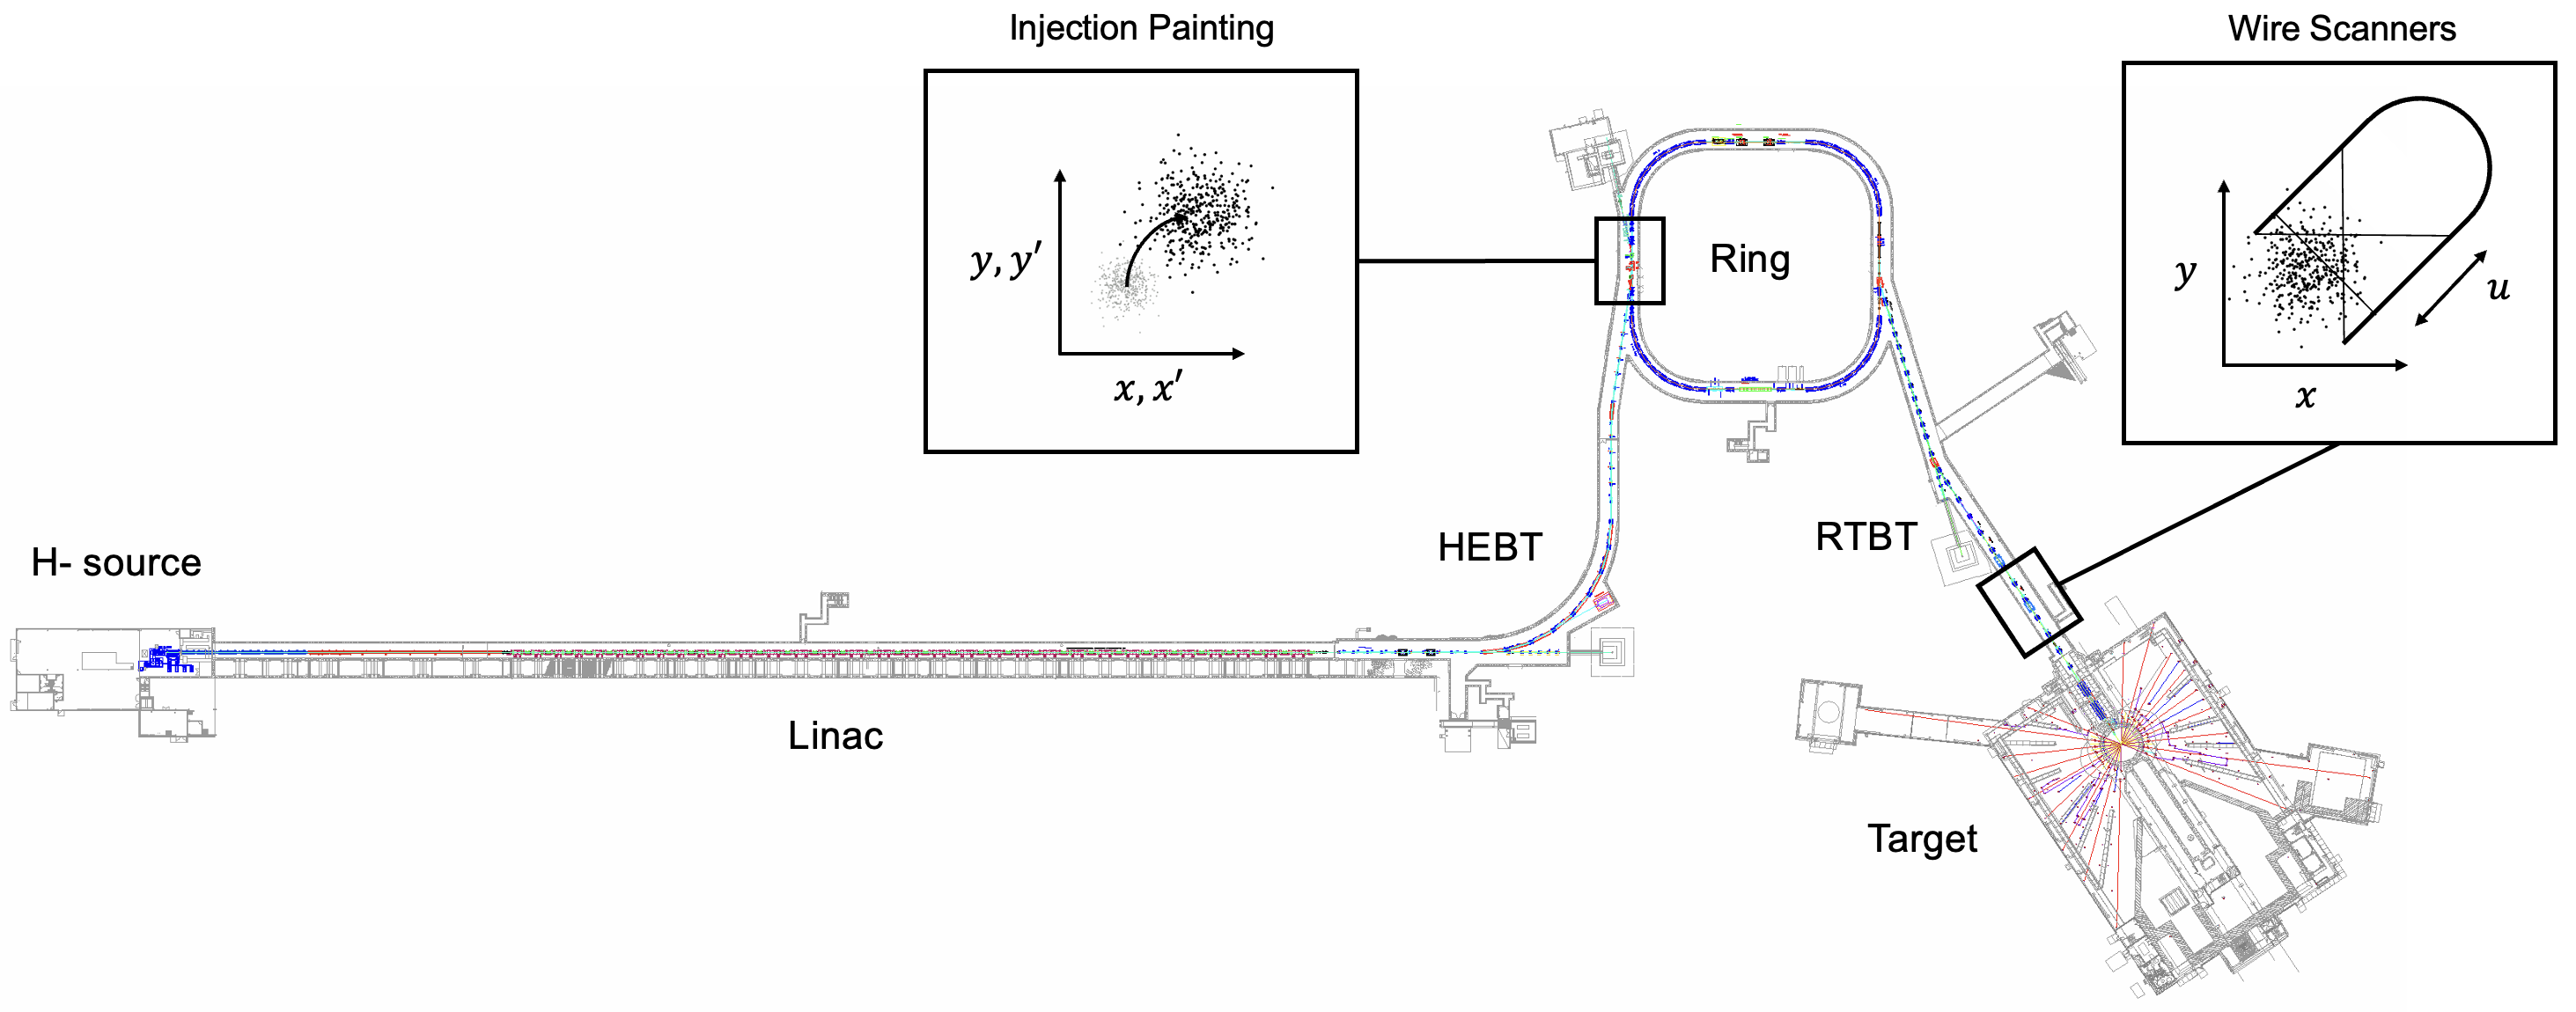 Injection Painting
Wire Scanners
y, y′
x, x′
Ring
y
u
x
HEBT
RTBT
H- source
Linac
Target